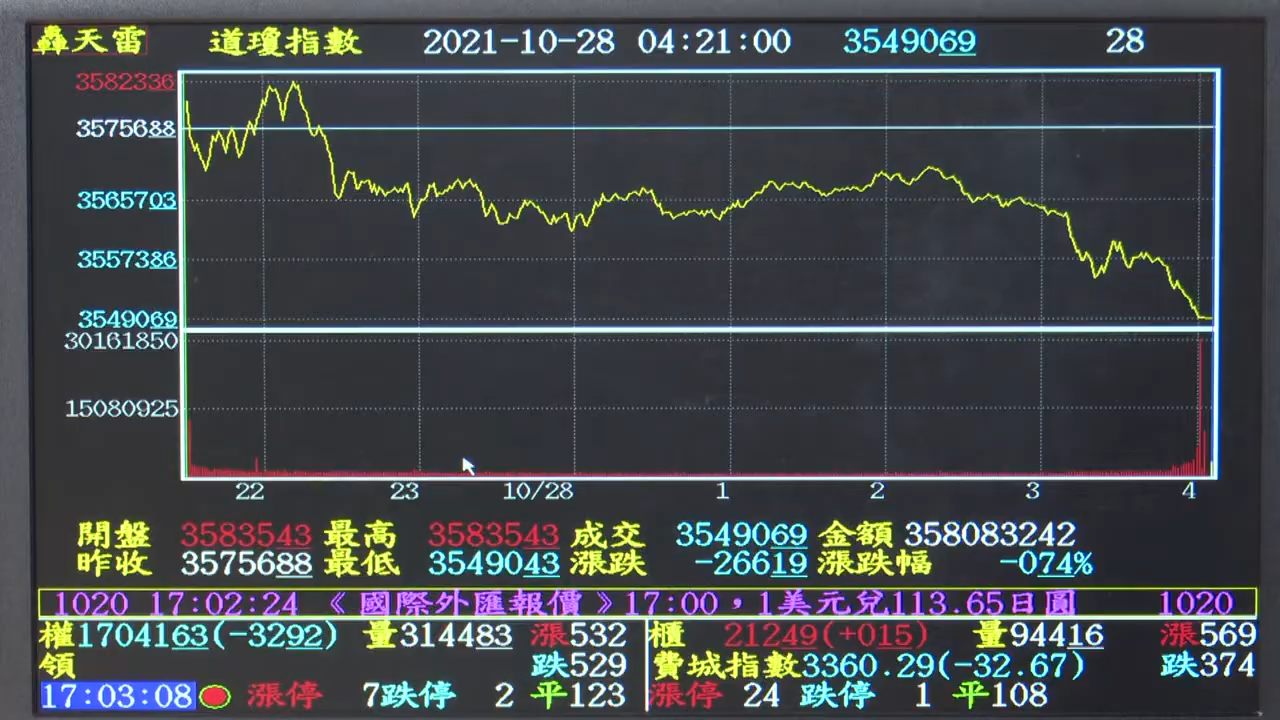 轟天雷 道瓊指數 2021-10-28 04:21:00 3549069 28
3582336
3575688
3565703
3557386
3549069
30161850
15080925
22 23 10/28 1 2 3 4
開盤 3583543 最高 3583543 成交 3549069 金額 358083242
昨收 3575688 最低 3549043 漲跌 -26619 漲跌幅 -074%
1020 17:02:24 《國際外匯報價》17:00，1美元兌113.65日圓 1020
權1704163(-3292) 量314483 漲532 櫃 21249(+015) 量94416 漲569
領 跌529 費城指數3360.29(-32.67) 跌374
17:03:08 漲停 7跌停 2 平123 漲停 24 跌停 1 平108